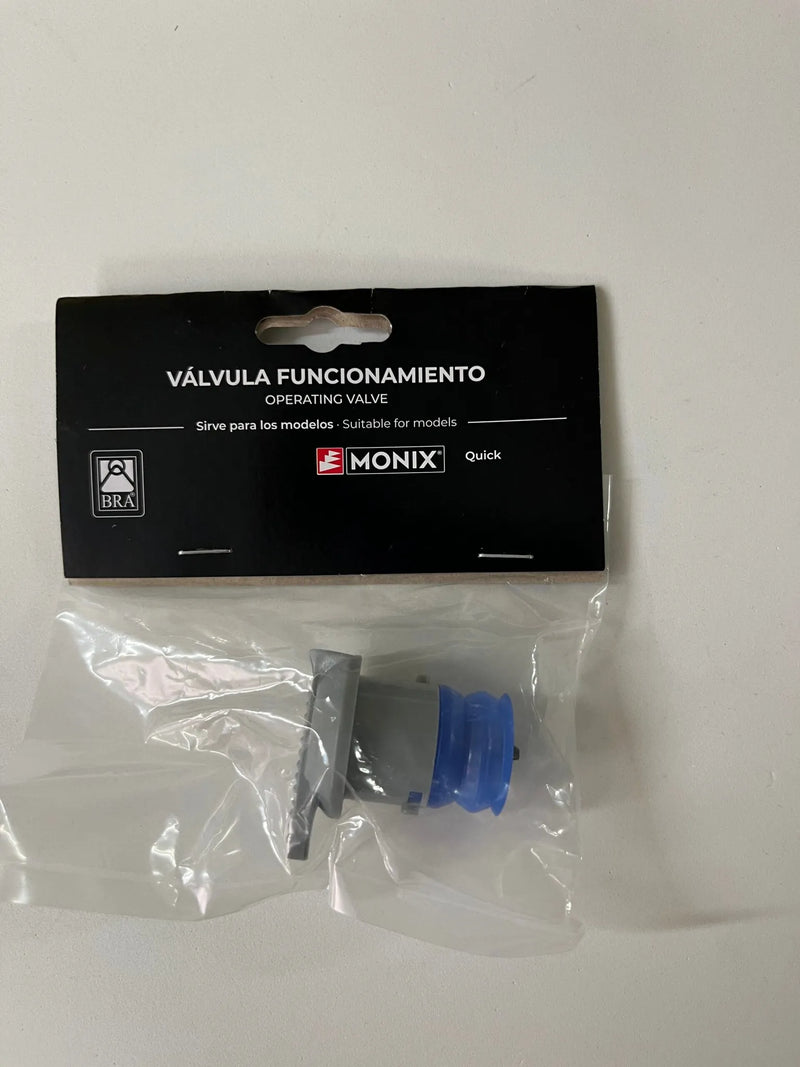 VÁLVULA FUNCIONAMIENTO
OPERATING VALVE
Sirve para los modelos · Suitable for models
BRA®
MONIX® Quick